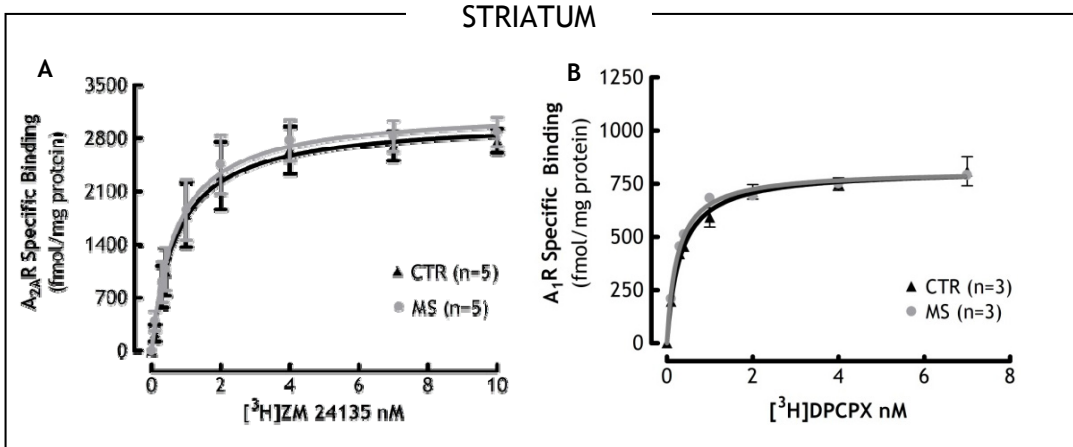 STRIATUM
A
A2AR Specific Binding
(fmol/mg protein)
3500
2800
2100
1400
700
0
CTR (n=5)
MS (n=5)
0 2 4 6 8 10
[³H]ZM 24135 nM
B
A1R Specific Binding
(fmol/mg protein)
1250
1000
750
500
250
0
CTR (n=3)
MS (n=3)
0 2 4 6 8
[³H]DPCPX nM